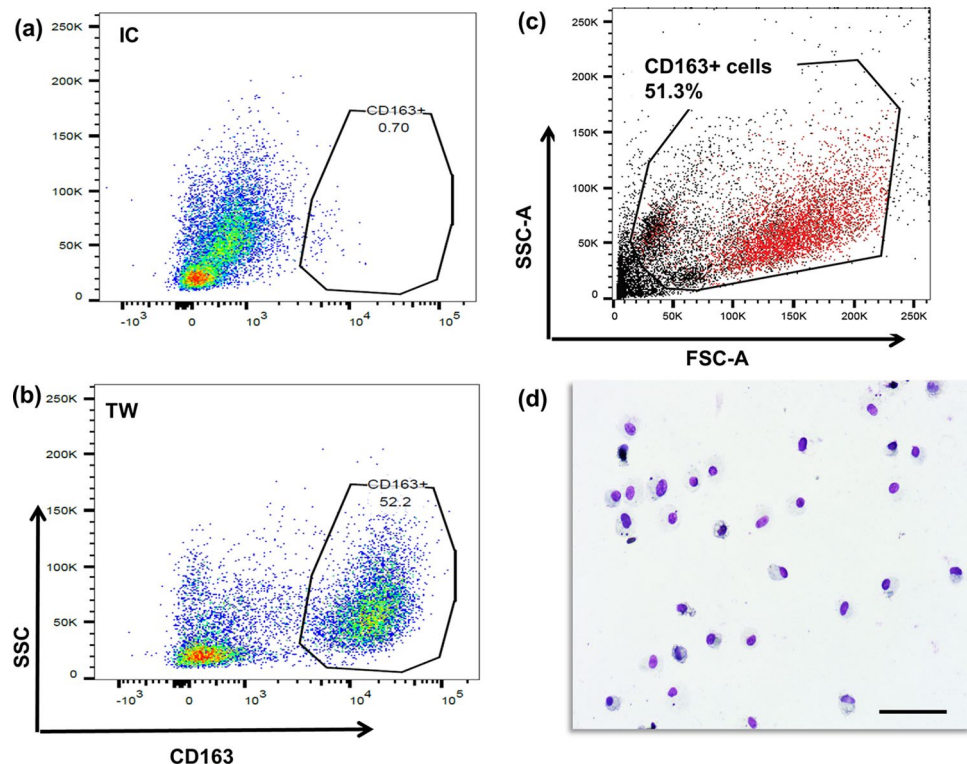 (a)
IC
250K
200K
150K
100K
50K
0
CD163+
0.70
-10³
0
10³
10⁴
10⁵
(b)
TW
250K
200K
150K
100K
50K
0
CD163+
52.2
-10³
0
10³
10⁴
10⁵
SSC
CD163
(c)
CD163+ cells
51.3%
250K
200K
150K
100K
50K
0
0
50K
100K
150K
200K
250K
SSC-A
FSC-A
(d)